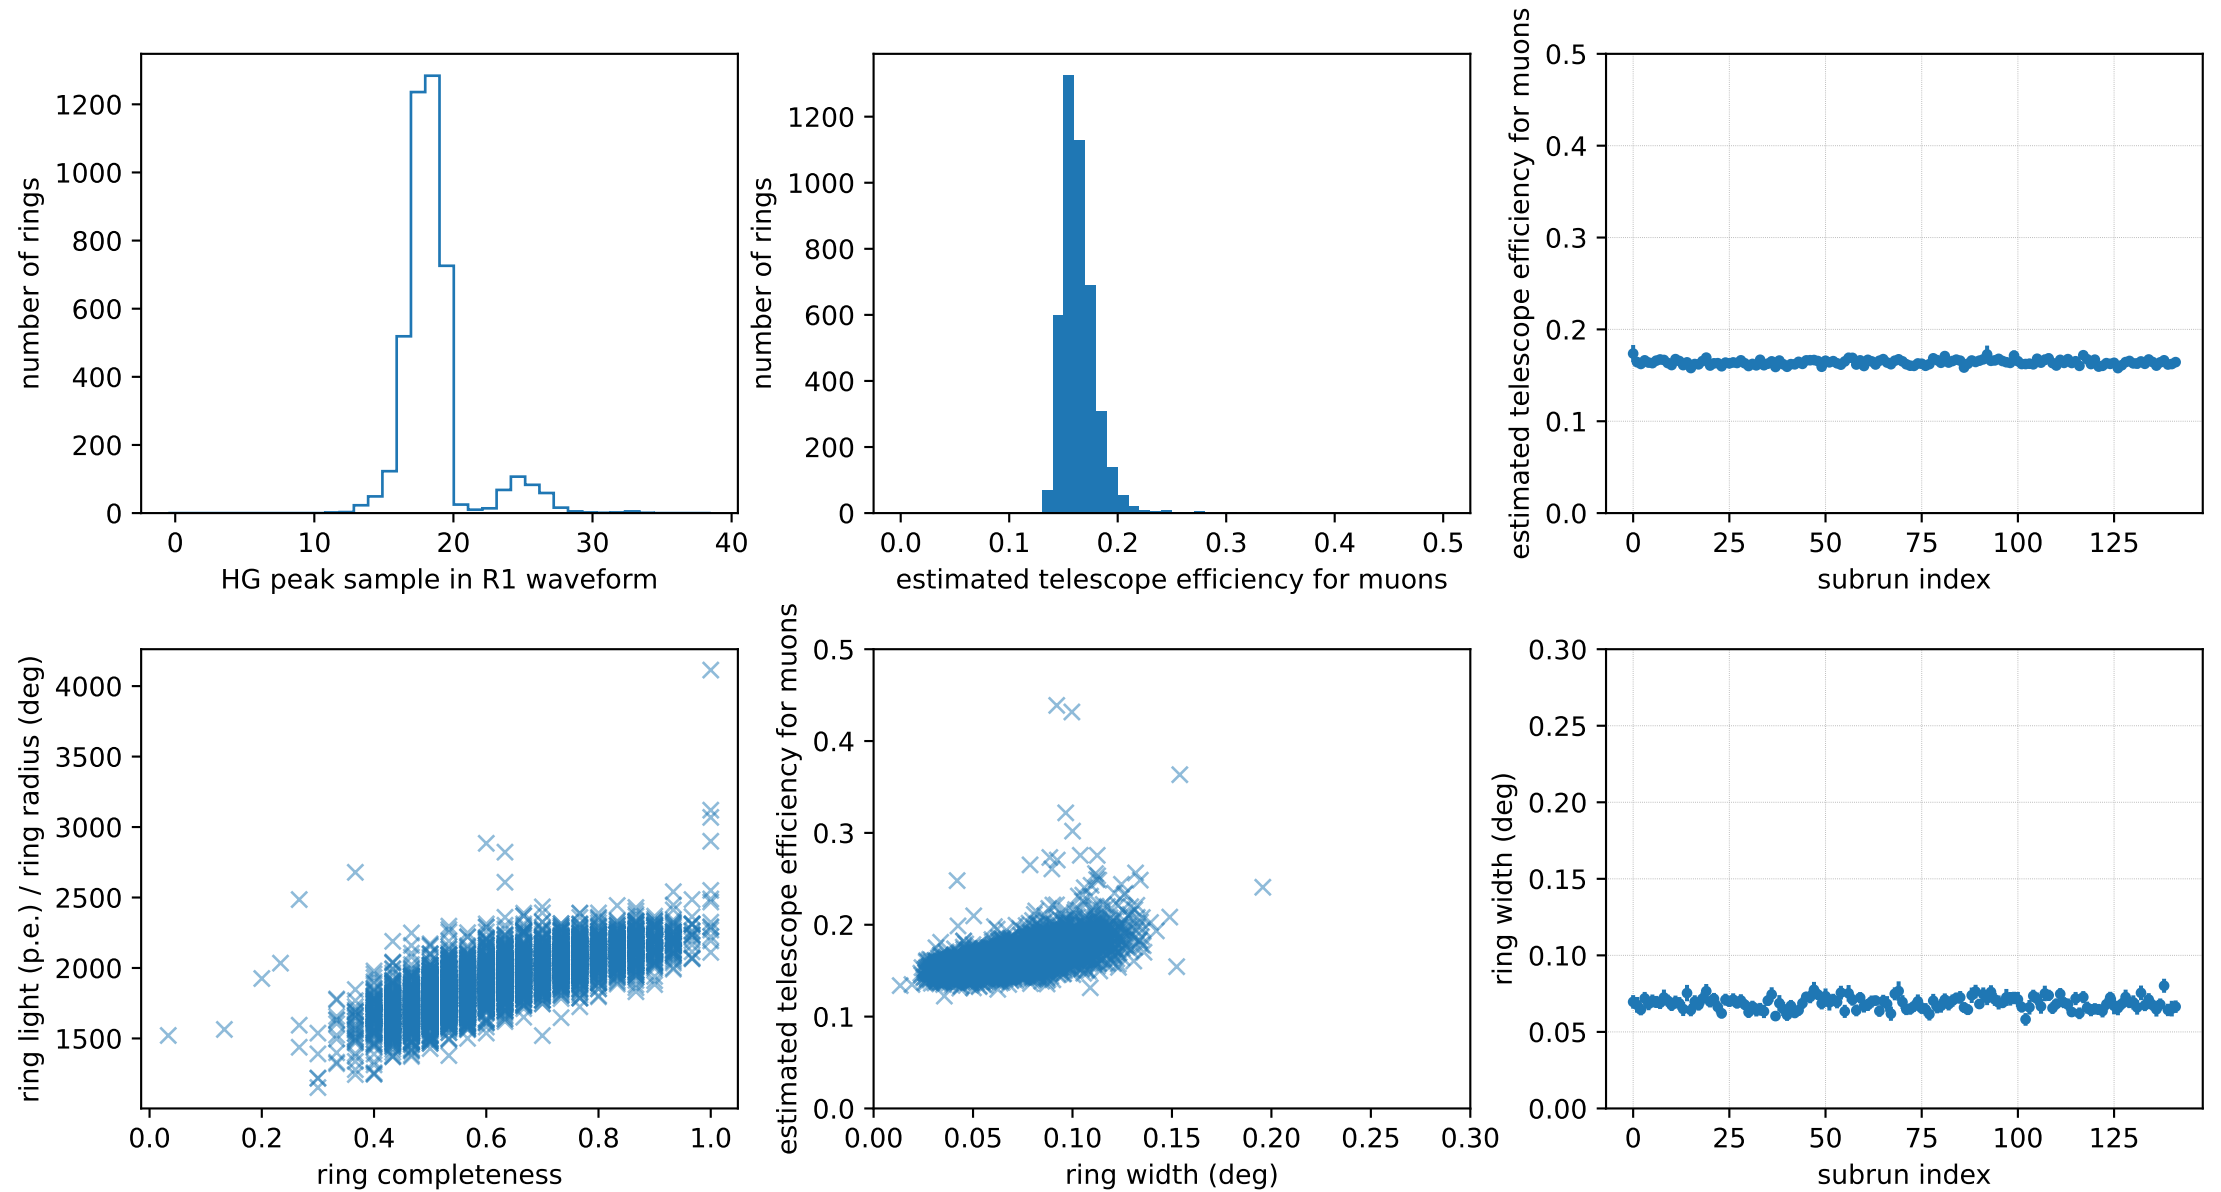 number of rings
1200
1000
800
600
400
200
0
0 10 20 30 40
HG peak sample in R1 waveform
number of rings
1200
1000
800
600
400
200
0
0.0 0.1 0.2 0.3 0.4 0.5
estimated telescope efficiency for muons
estimated telescope efficiency for muons
0.5
0.4
0.3
0.2
0.1
0.0
0 25 50 75 100 125
subrun index
ring light (p.e.) / ring radius (deg)
4000
3500
3000
2500
2000
1500
0.0 0.2 0.4 0.6 0.8 1.0
ring completeness
estimated telescope efficiency for muons
0.5
0.4
0.3
0.2
0.1
0.0
0.00 0.05 0.10 0.15 0.20 0.25 0.30
ring width (deg)
ring width (deg)
0.30
0.25
0.20
0.15
0.10
0.05
0.00
0 25 50 75 100 125
subrun index